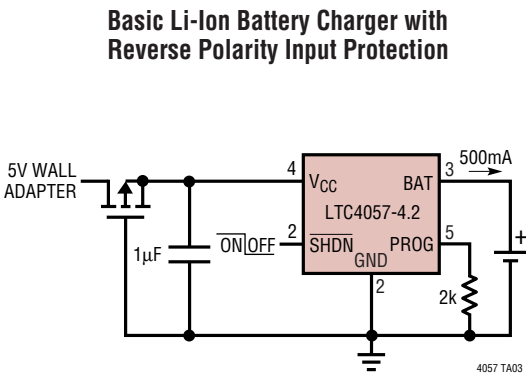 Basic Li-Ion Battery Charger with
Reverse Polarity Input Protection
5V WALL
ADAPTER
1µF
ON OFF
4
2
VCC
SHDN
LTC4057-4.2
GND
BAT
PROG
3
5
2
500mA
2k
+
4057 TA03